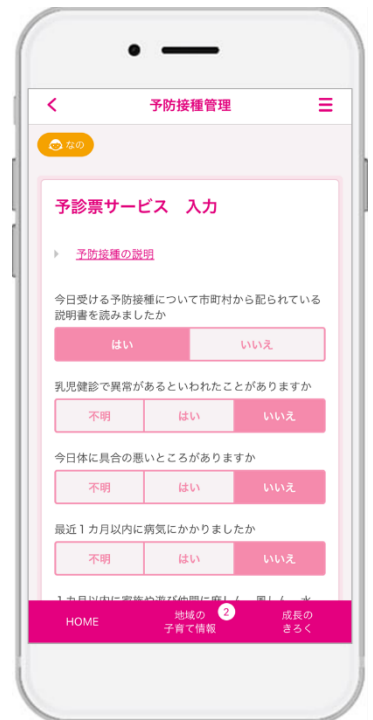 予防接種管理
なの
予診票サービス 入力
予防接種の説明
今日受ける予防接種について市町村から配られている
説明書を読みましたか
はい
いいえ
乳児健診で異常があるといわれたことがありますか
不明
はい
いいえ
今日体に具合の悪いところがありますか
不明
はい
いいえ
最近1カ月以内に病気にかかりましたか
不明
はい
いいえ
HOME
地域の
子育て情報
2
成長の
きろく